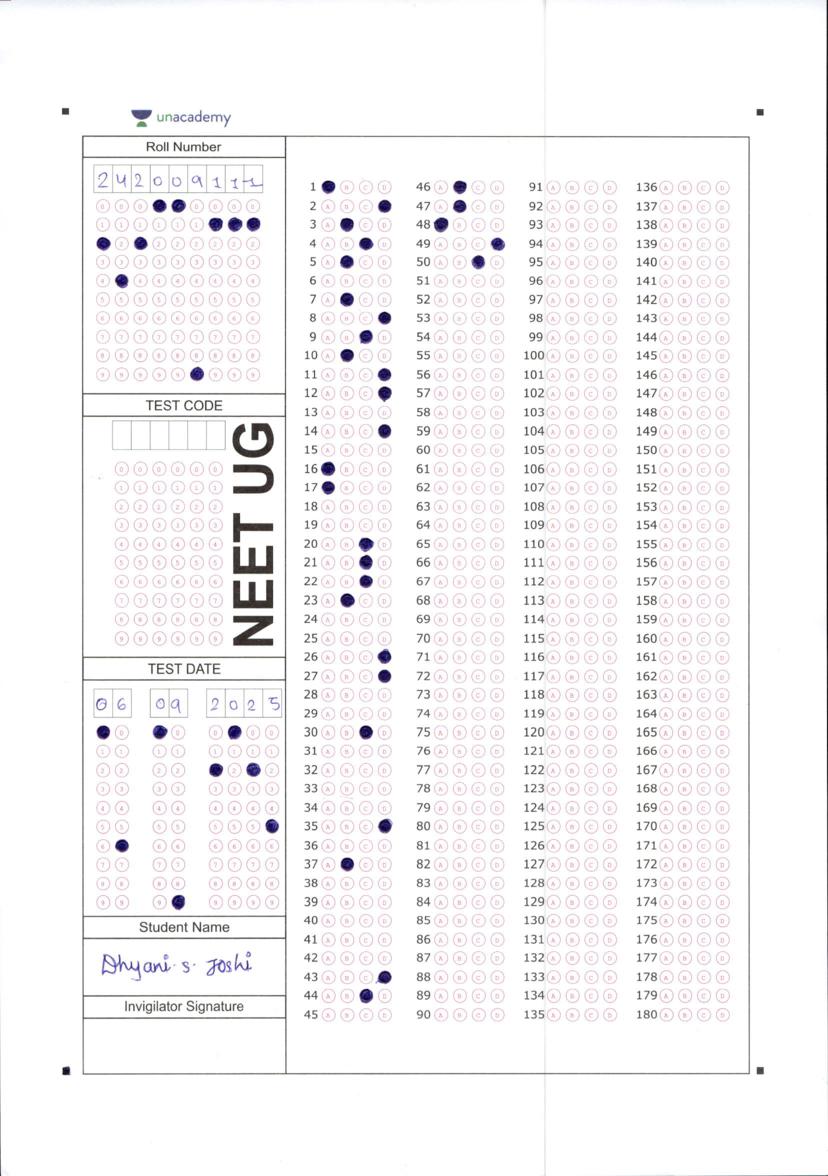 unacademy
Roll Number
2 4 2 0 0 9 1 1 1
TEST CODE
NEET UG
TEST DATE
0 6 0 9 2 0 2 5
Student Name
Dhyani. S. Joshi
Invigilator Signature
1 B C D
2 A B C
3 A C D
4 A B D
5 A C D
6 A B C D
7 A C D
8 A B C
9 A B D
10 A C D
11 A B C
12 A B C
13 A B C D
14 A B C
15 A B C D
16 B C D
17 B C D
18 A B C D
19 A B C D
20 A B D
21 A B D
22 A B D
23 A C D
24 A B C D
25 A B C D
26 A B C
27 A B C
28 A B C D
29 A B C D
30 A B D
31 A B C D
32 A B C D
33 A B C D
34 A B C D
35 A B C
36 A B C D
37 A C D
38 A B C D
39 A B C D
40 A B C D
41 A B C D
42 A B C D
43 A B C
44 A B D
45 A B C D
46 A C D
47 A C D
48 B C D
49 A B C
50 A B D
51 A B C D
52 A B C D
53 A B C D
54 A B C D
55 A B C D
56 A B C D
57 A B C D
58 A B C D
59 A B C D
60 A B C D
61 A B C D
62 A B C D
63 A B C D
64 A B C D
65 A B C D
66 A B C D
67 A B C D
68 A B C D
69 A B C D
70 A B C D
71 A B C D
72 A B C D
73 A B C D
74 A B C D
75 A B C D
76 A B C D
77 A B C D
78 A B C D
79 A B C D
80 A B C D
81 A B C D
82 A B C D
83 A B C D
84 A B C D
85 A B C D
86 A B C D
87 A B C D
88 A B C D
89 A B C D
90 A B C D
91 A B C D
92 A B C D
93 A B C D
94 A B C D
95 A B C D
96 A B C D
97 A B C D
98 A B C D
99 A B C D
100 A B C D
101 A B C D
102 A B C D
103 A B C D
104 A B C D
105 A B C D
106 A B C D
107 A B C D
108 A B C D
109 A B C D
110 A B C D
111 A B C D
112 A B C D
113 A B C D
114 A B C D
115 A B C D
116 A B C D
117 A B C D
118 A B C D
119 A B C D
120 A B C D
121 A B C D
122 A B C D
123 A B C D
124 A B C D
125 A B C D
126 A B C D
127 A B C D
128 A B C D
129 A B C D
130 A B C D
131 A B C D
132 A B C D
133 A B C D
134 A B C D
135 A B C D
136 A B C D
137 A B C D
138 A B C D
139 A B C D
140 A B C D
141 A B C D
142 A B C D
143 A B C D
144 A B C D
145 A B C D
146 A B C D
147 A B C D
148 A B C D
149 A B C D
150 A B C D
151 A B C D
152 A B C D
153 A B C D
154 A B C D
155 A B C D
156 A B C D
157 A B C D
158 A B C D
159 A B C D
160 A B C D
161 A B C D
162 A B C D
163 A B C D
164 A B C D
165 A B C D
166 A B C D
167 A B C D
168 A B C D
169 A B C D
170 A B C D
171 A B C D
172 A B C D
173 A B C D
174 A B C D
175 A B C D
176 A B C D
177 A B C D
178 A B C D
179 A B C D
180 A B C D